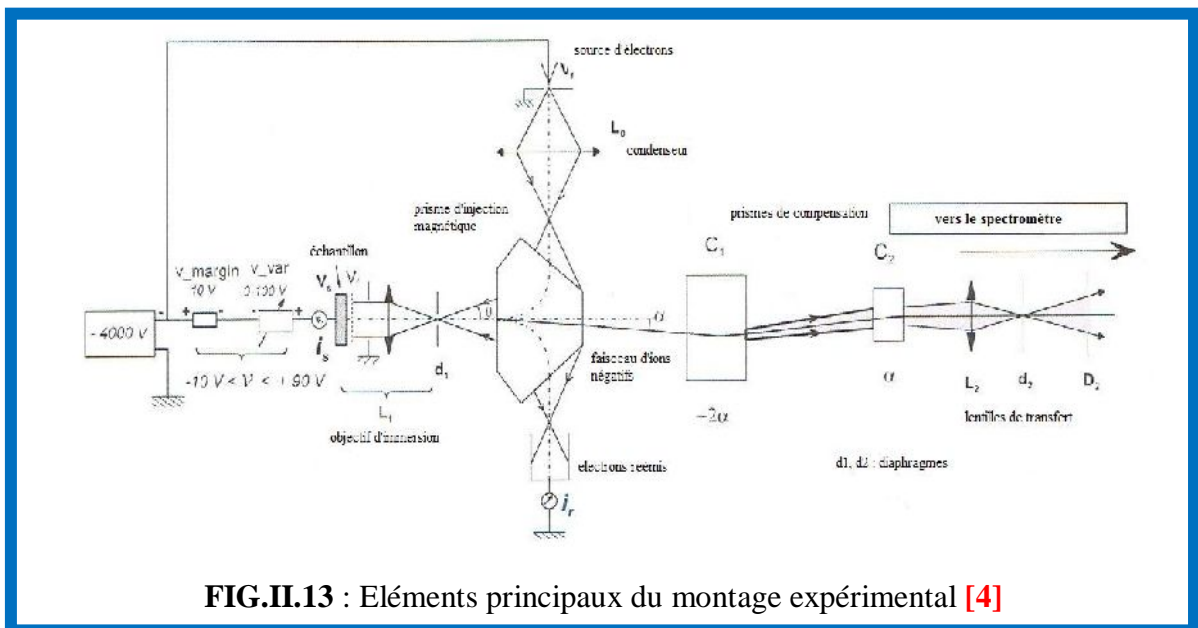 source d'électrons
V_f
L_0
condenseur
prisme d'injection
magnétique
prismes de compensation
vers le spectromètre
échantillon
C_1
C_2
v_margin
10 V
v_var
0-100 V
V_s
- 4000 V
i_s
d_1
θ
α
faisceau d'ions
négatifs
-10 V < V < +90 V
L_1
objectif d'immersion
-2α
α
L_2
d_2
D_2
lentilles de transfert
electrons réémis
d1, d2 : diaphragmes
i_r
FIG.II.13 : Eléments principaux du montage expérimental [4]